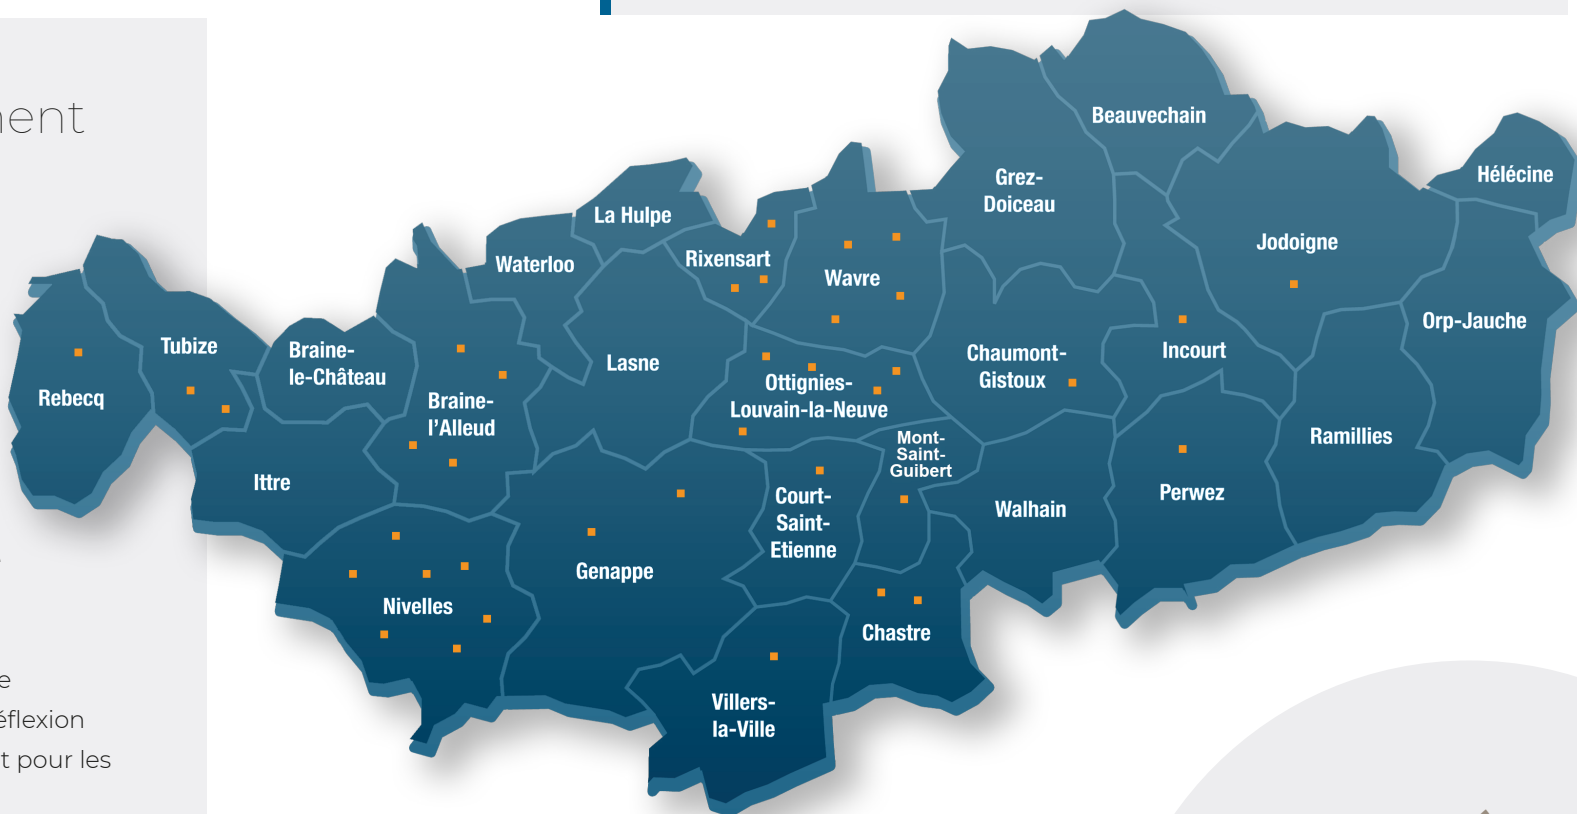 Beauvechain
Hélécine
Grez-
Doiceau
La Hulpe
Jodoigne
Rixensart
Waterloo
Wavre
Orp-Jauche
Tubize
Braine-
le-Château
Lasne
Chaumont-
Gistoux
Incourt
Ottignies-
Louvain-la-Neuve
Rebecq
Braine-
l'Alleud
Ramillies
Mont-
Saint-
Guibert
Ittre
Court-
Saint-
Etienne
Walhain
Perwez
Genappe
Nivelles
Chastre
Villers-
la-Ville
éflexion
t pour les